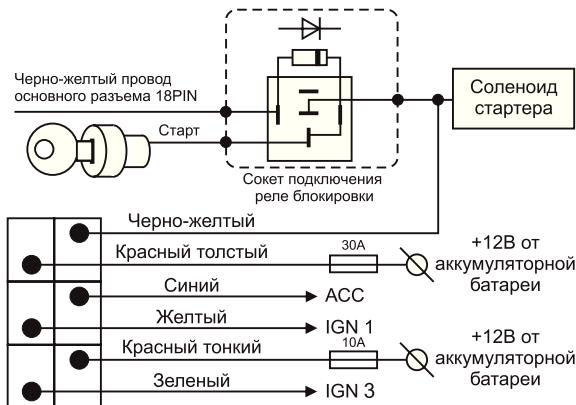 Черно-желтый провод
основного разъема 18PIN
Старт
Соленоид
стартера
Сокет подключения
реле блокировки
Черно-желтый
Красный толстый
30А
+12В от
аккумуляторной
батареи
Синий
ACC
Желтый
IGN 1
Красный тонкий
10А
+12В от
аккумуляторной
батареи
Зеленый
IGN 3